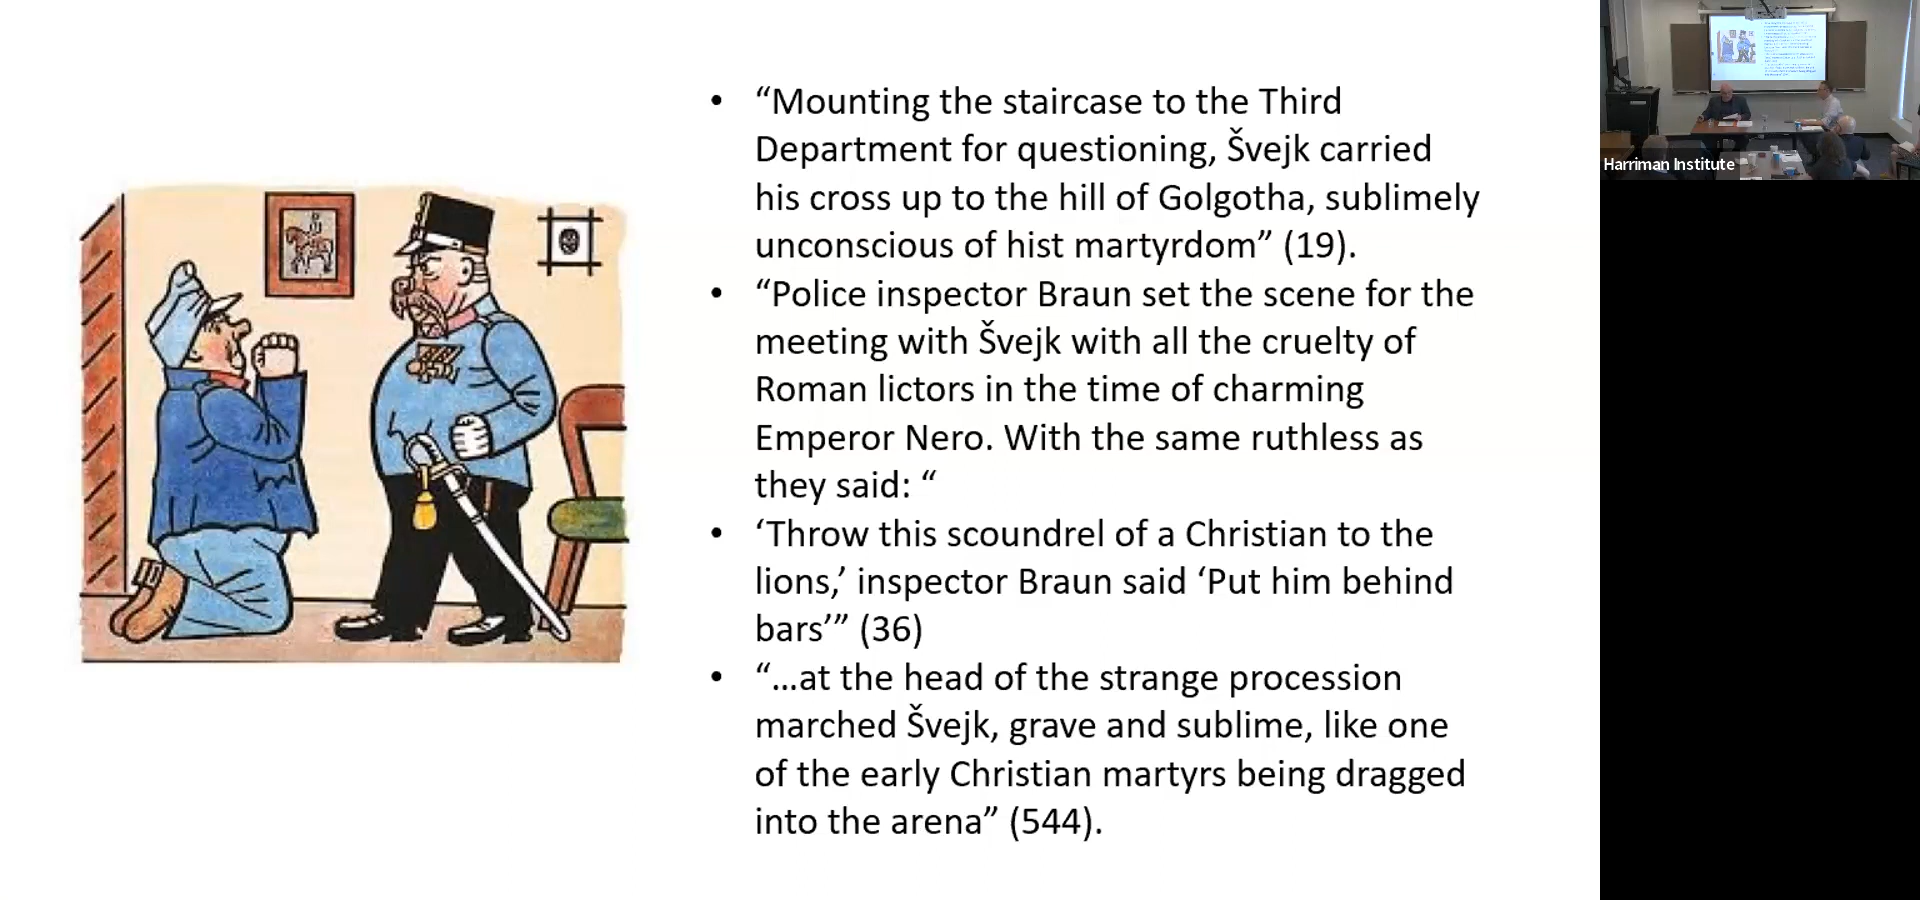 • “Mounting the staircase to the Third
Department for questioning, Švejk carried
his cross up to the hill of Golgotha, sublimely
unconscious of hist martyrdom” (19).
• “Police inspector Braun set the scene for the
meeting with Švejk with all the cruelty of
Roman lictors in the time of charming
Emperor Nero. With the same ruthless as
they said: “
• ‘Throw this scoundrel of a Christian to the
lions,’ inspector Braun said ‘Put him behind
bars’” (36)
• “…at the head of the strange procession
marched Švejk, grave and sublime, like one
of the early Christian martyrs being dragged
into the arena” (544).
Harriman Institute